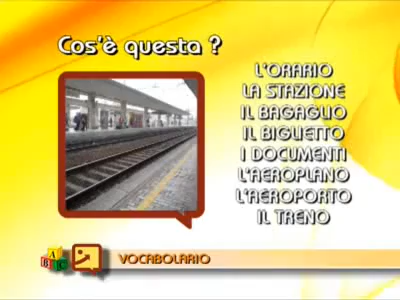 Cos'è questa ?
L'ORARIO
LA STAZIONE
IL BAGAGLIO
IL BIGLIETTO
I DOCUMENTI
L'AEROPLANO
L'AEROPORTO
IL TRENO
A
B C
VOCABOLARIO